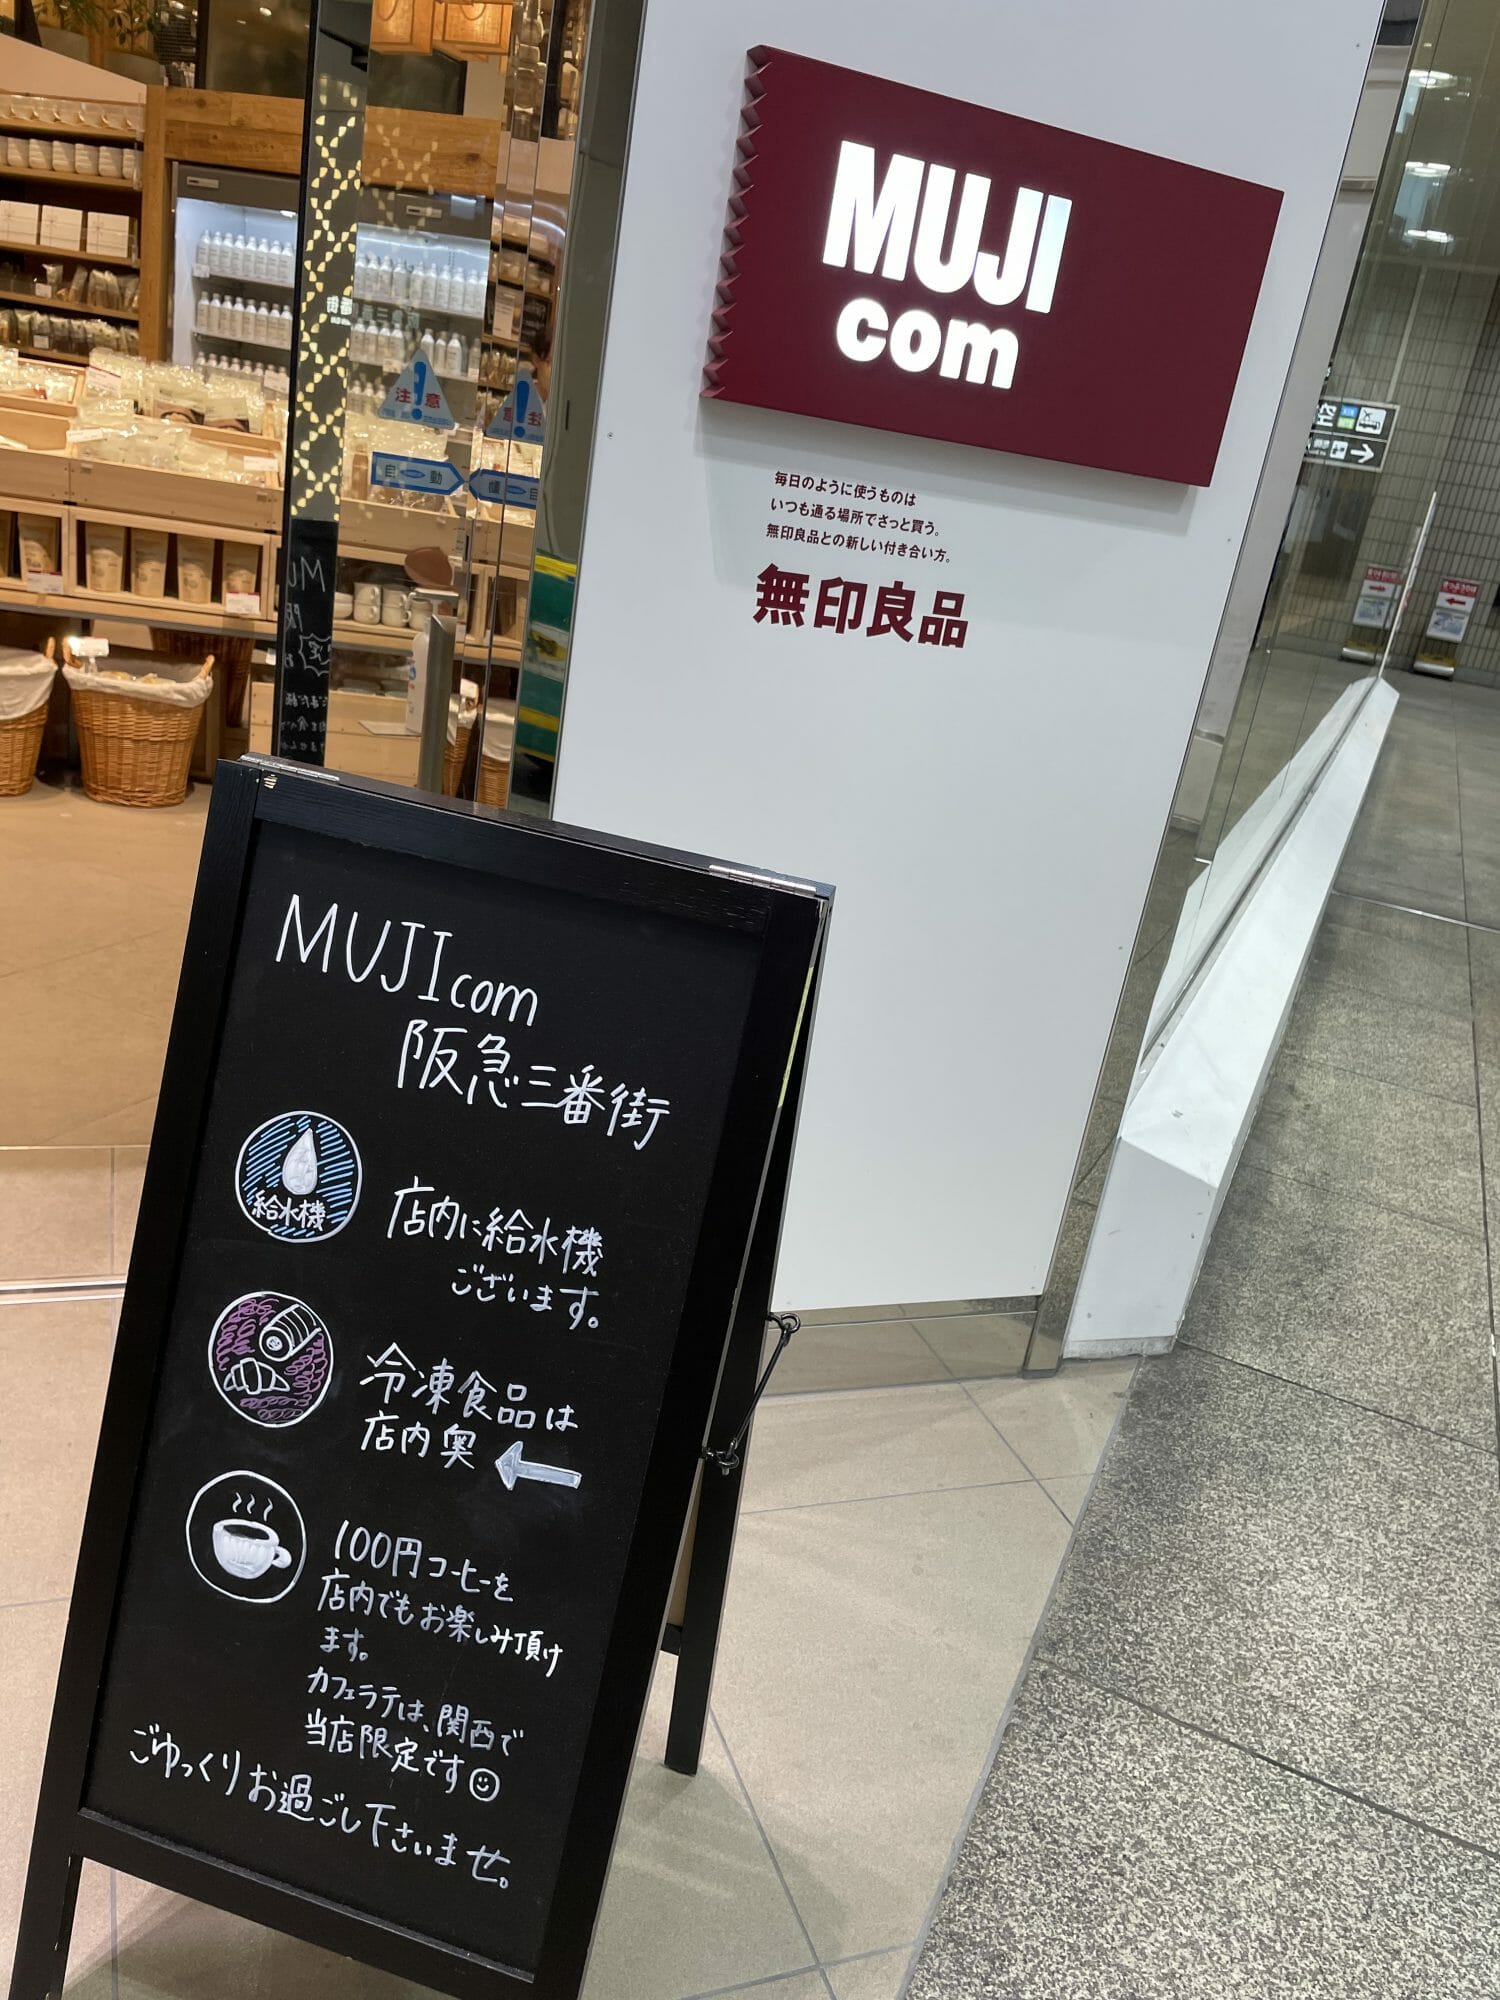 MUJI
com
毎日のように使うものは
いつも通る場所でさっと買う。
無印良品との新しい付き合い方。
無印良品
注意
自動
MUJIcom
阪急三番街
給水機
店内に給水機
ございます。
冷凍食品は
店内奥
100円コーヒーを
店内でもお楽しみ頂け
ます。
カフェラテは、関西で
当店限定です
ごゆっくりお過ごし下さいませ。